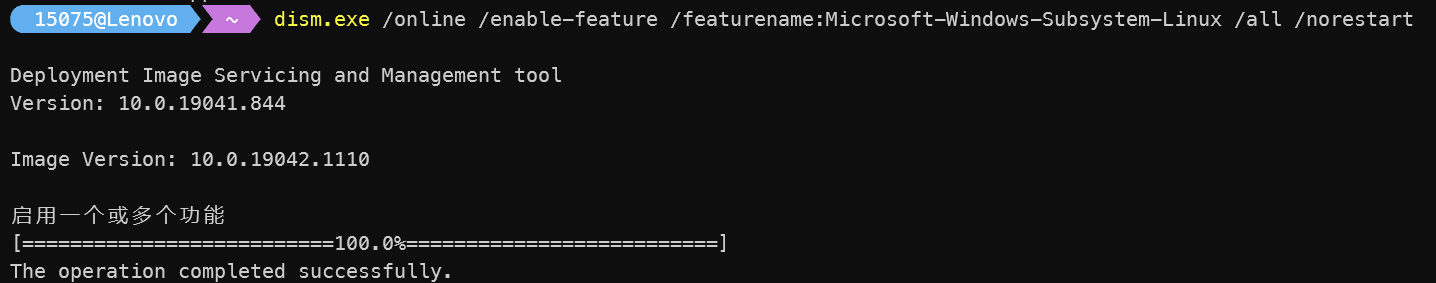 15075@Lenovo ~ dism.exe /online /enable-feature /featurename:Microsoft-Windows-Subsystem-Linux /all /norestart
Deployment Image Servicing and Management tool
Version: 10.0.19041.844
Image Version: 10.0.19042.1110
启用一个或多个功能
[==========================100.0%==========================]
The operation completed successfully.